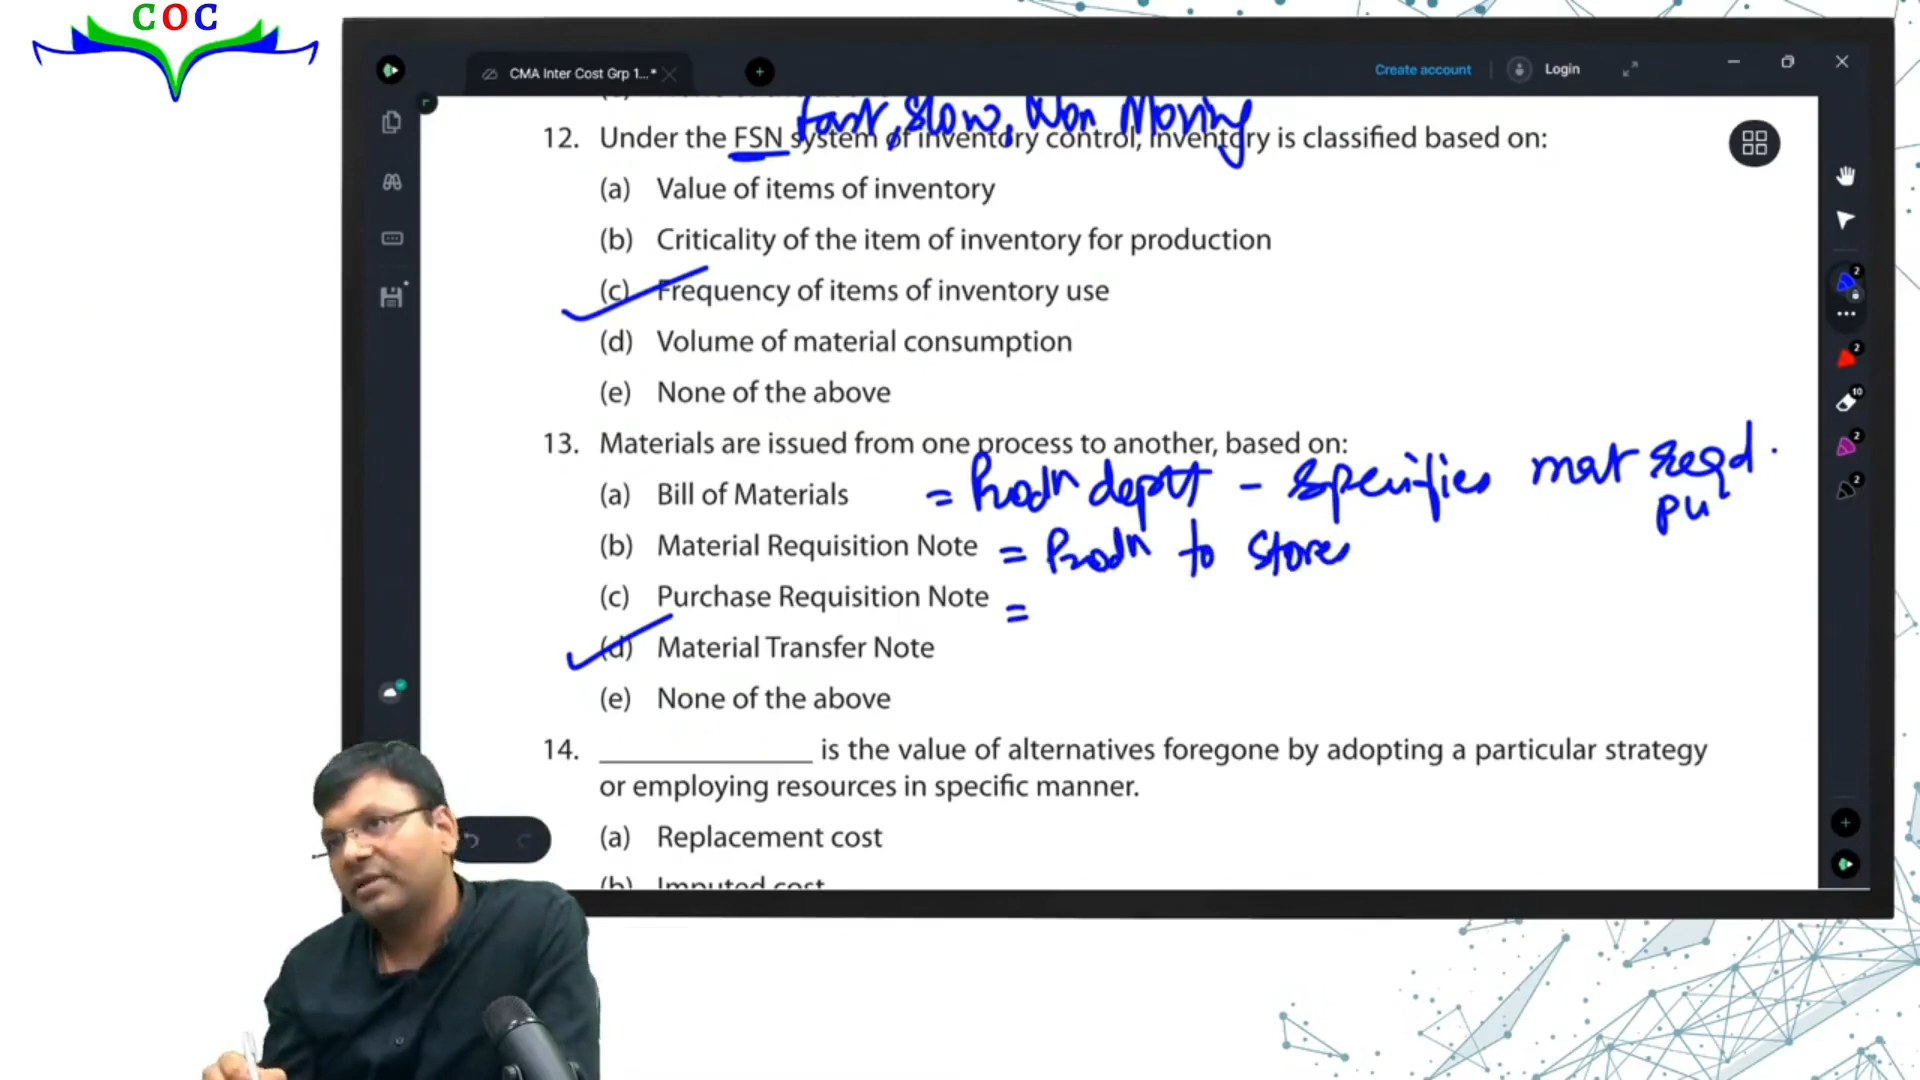 COC
CMA Inter Cost Grp 1...*
Create account
Login
Fast, Slow, Non Moving
12. Under the FSN system of inventory control, inventory is classified based on:
(a) Value of items of inventory
(b) Criticality of the item of inventory for production
(c) Frequency of items of inventory use
(d) Volume of material consumption
(e) None of the above
13. Materials are issued from one process to another, based on:
(a) Bill of Materials = Prodn deptt - Specifies mat reqd.
PU
(b) Material Requisition Note = Prodn to Stores
(c) Purchase Requisition Note =
(d) Material Transfer Note
(e) None of the above
14. ______________ is the value of alternatives foregone by adopting a particular strategy
or employing resources in specific manner.
(a) Replacement cost
(b) Imputed cost